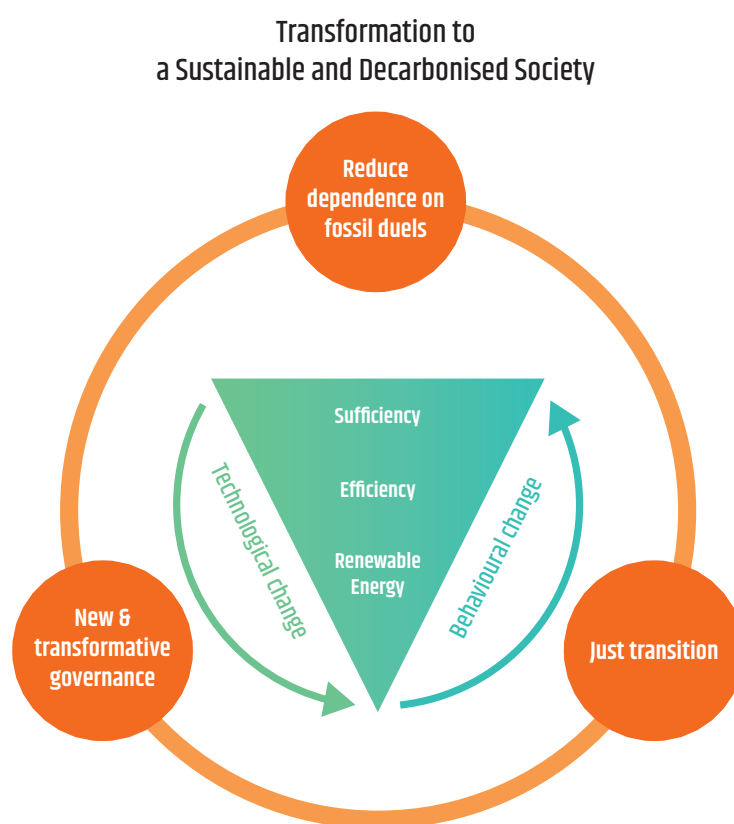 Transformation to
a Sustainable and Decarbonised Society
Reduce
dependence on
fossil duels
Sufficiency
Efficiency
Renewable
Energy
Technological change
Behavioural change
New &
transformative
governance
Just transition